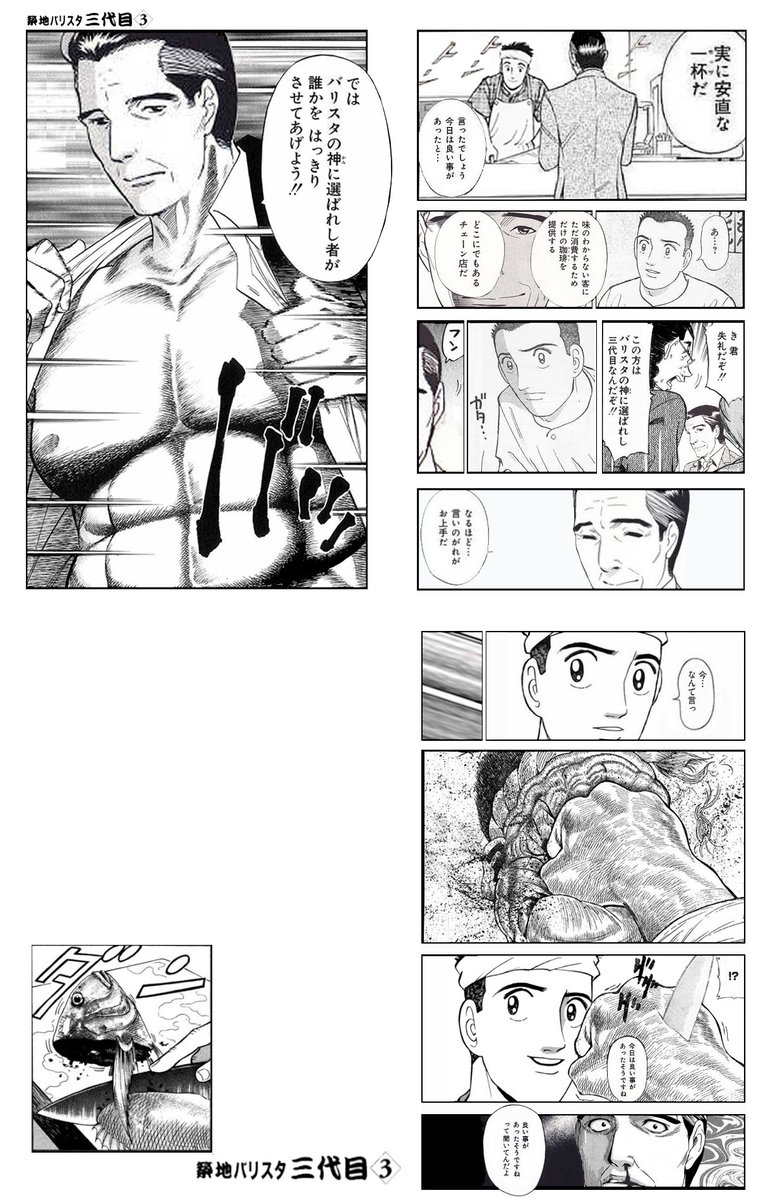 築地バリスタ 三代目 3
実に安直な
一杯だ
言ったでしょう
今日は良い事が
あったと…
あ…?
味のわからない客に
ただ消費するため
だけの珈琲を
提供する
どこにでもある
チェーン店だ
き 君
失礼だぞ!!
この方は
バリスタの神に選ばれし
三代目なんだぞ!!
ガタ…
フン
なるほど…
言いのがれが
お上手だ
では
バリスタの神に選ばれし者が
誰かを はっきり
させてあげよう!!
バババッ
今…
なんて言っ
!?
今日は良い事が
あったそうですね
良い事が
あったそうですね
って聞いてんだよ
ダン
築地バリスタ 三代目 3